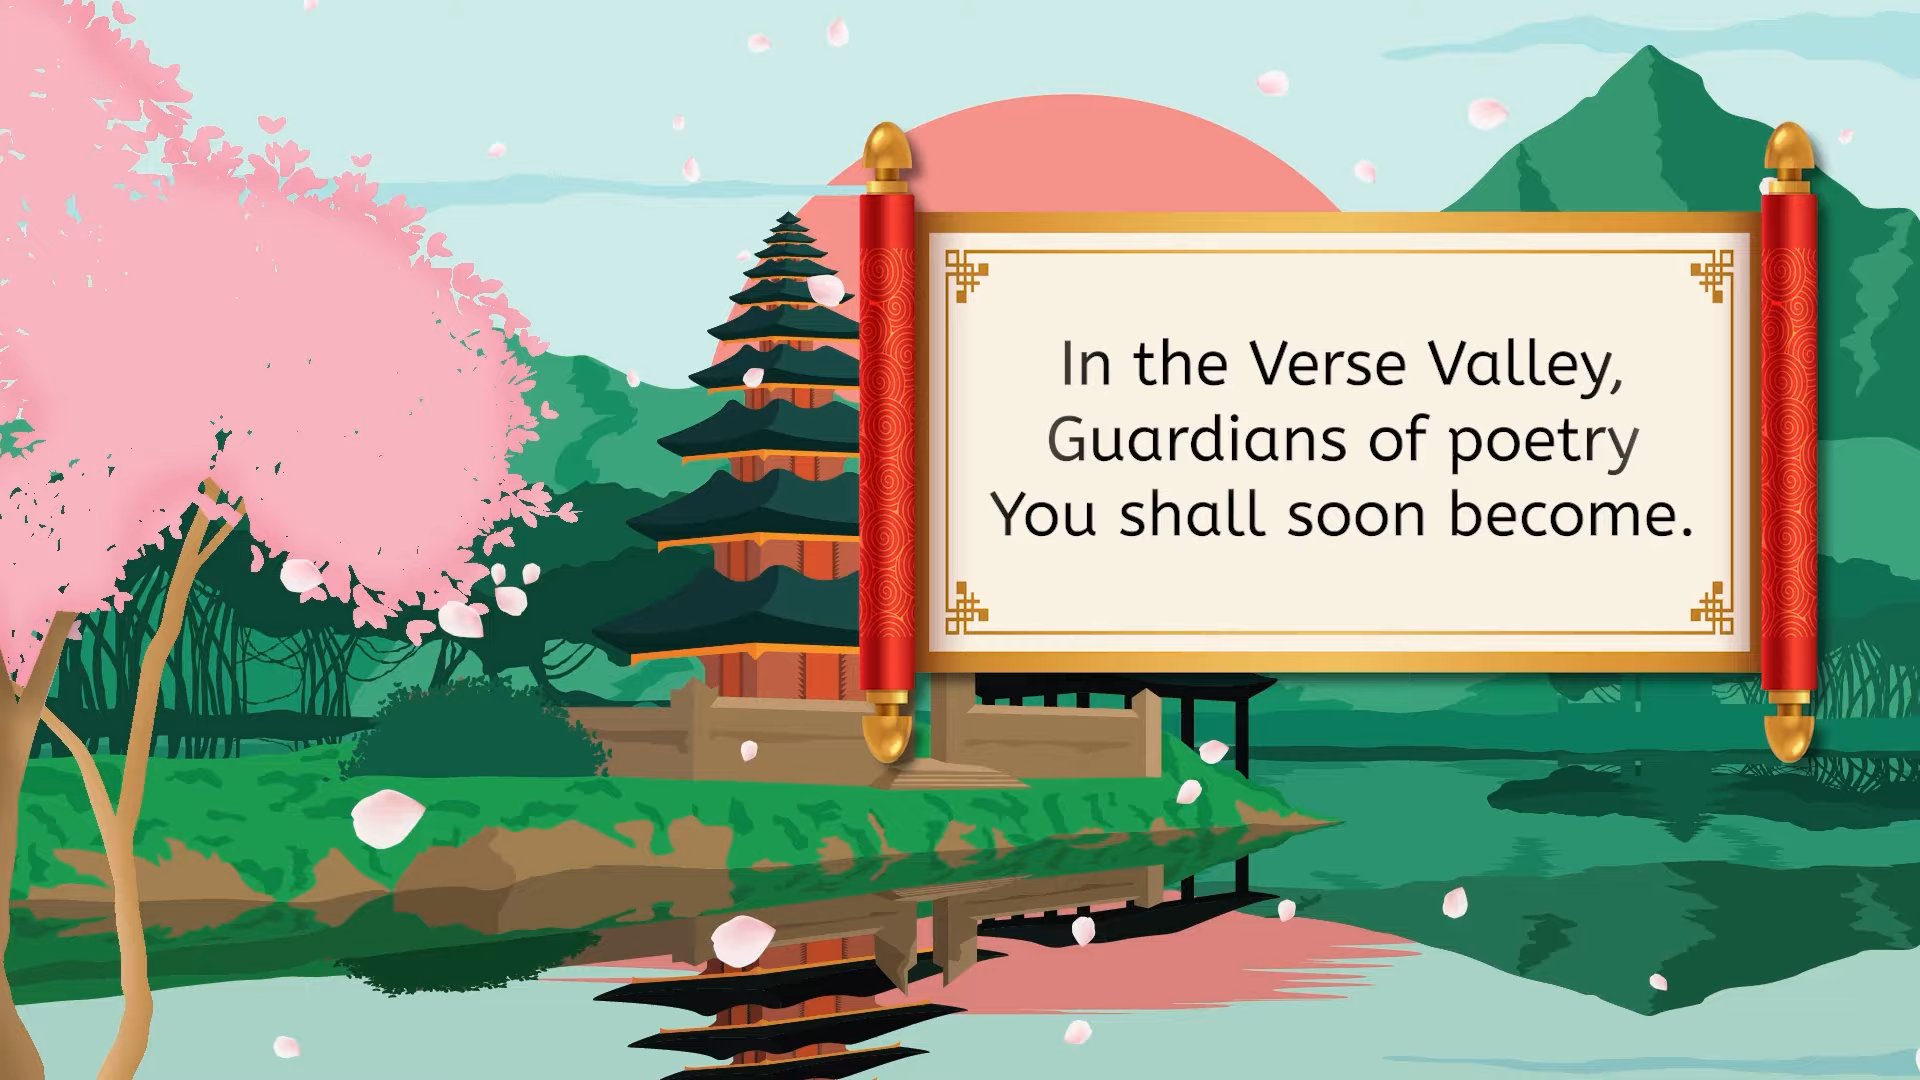 In the Verse Valley,
Guardians of poetry
You shall soon become.